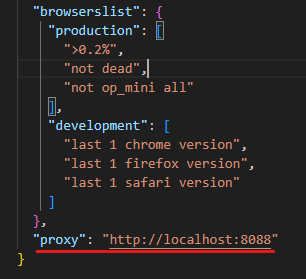 "browserslist": {
"production": [
">0.2%",
"not dead",
"not op_mini all"
],
"development": [
"last 1 chrome version",
"last 1 firefox version",
"last 1 safari version"
]
},
"proxy": "http://localhost:8088"
}